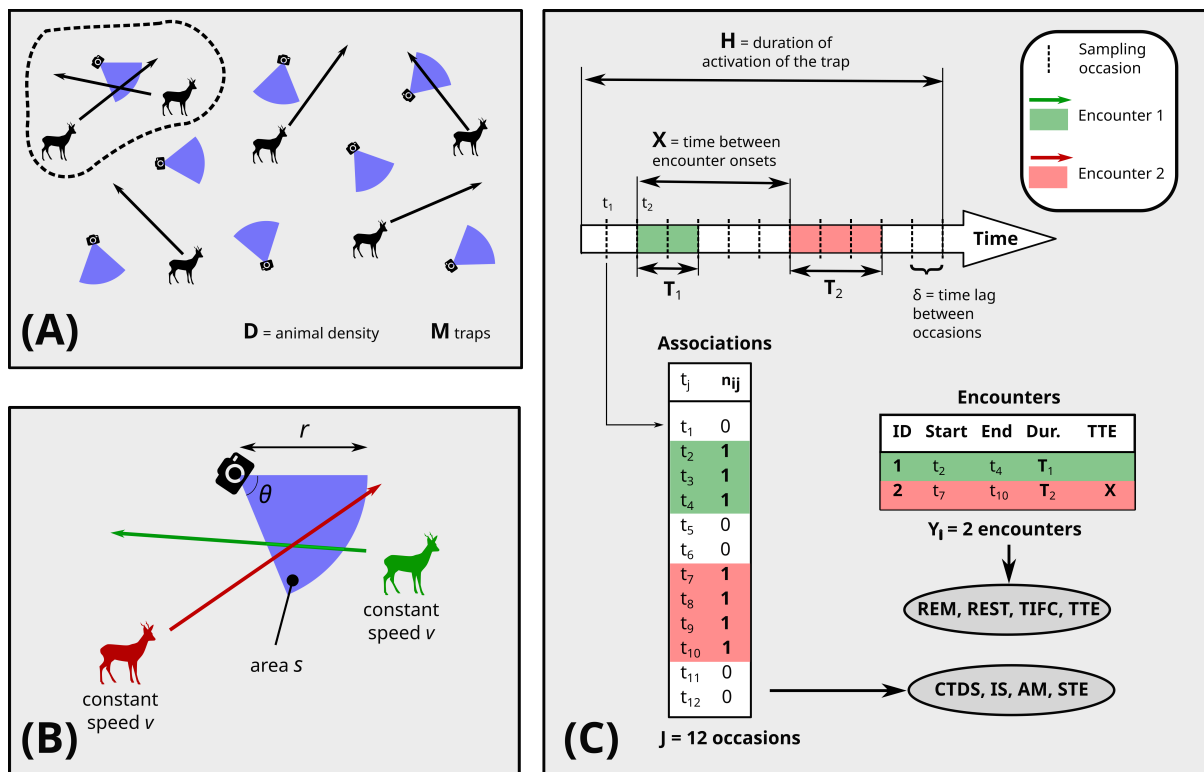 (A)
D = animal density
M traps
r
θ
constant
speed v
area s
constant
speed v
(B)
H = duration of
activation of the trap
X = time between
encounter onsets
t1
t2
Time
T1
T2
δ = time lag
between
occasions
Sampling
occasion
Encounter 1
Encounter 2
Associations
tj nij
t1 0
t2 1
t3 1
t4 1
t5 0
t6 0
t7 1
t8 1
t9 1
t10 1
t11 0
t12 0
J = 12 occasions
Encounters
ID Start End Dur. TTE
1 t2 t4 T1
2 t7 t10 T2 X
Yi = 2 encounters
REM, REST, TIFC, TTE
CTDS, IS, AM, STE
(C)